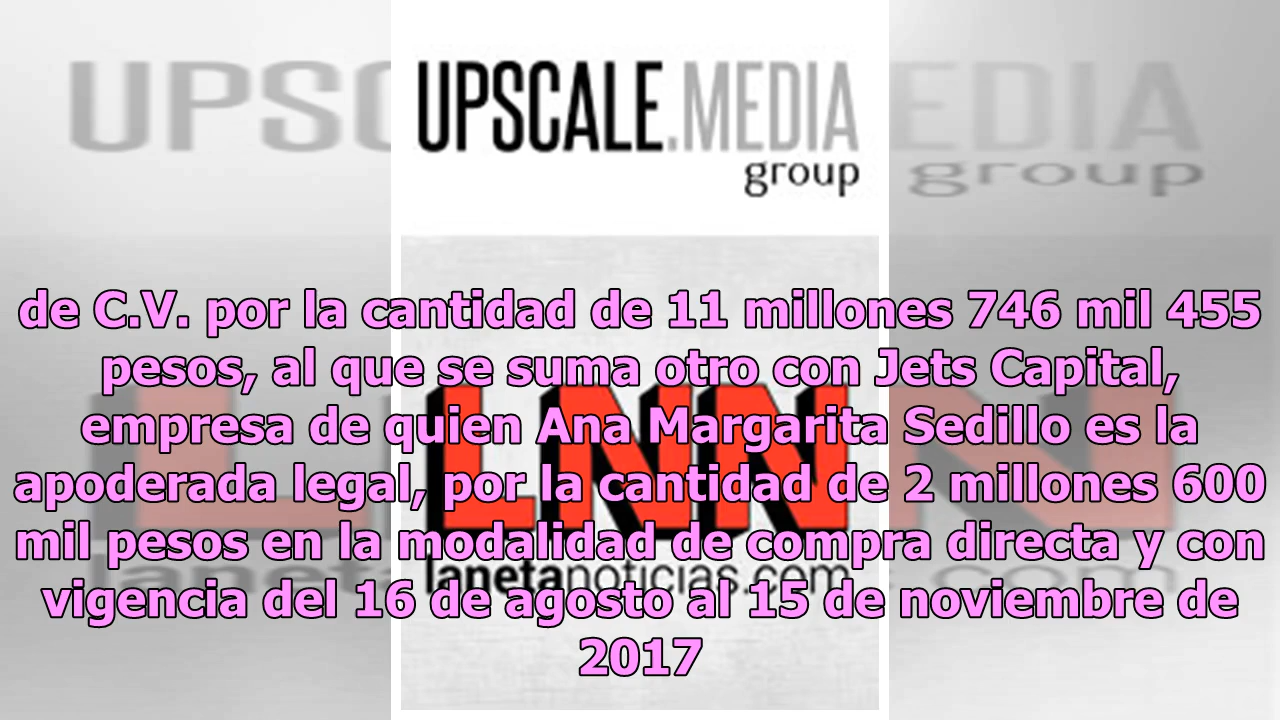 UPSCALE.MEDIA
group
de C.V. por la cantidad de 11 millones 746 mil 455
pesos, al que se suma otro con Jets Capital,
empresa de quien Ana Margarita Sedillo es la
apoderada legal, por la cantidad de 2 millones 600
mil pesos en la modalidad de compra directa y con
vigencia del 16 de agosto al 15 de noviembre de
2017
LNN
lanetanoticias.com